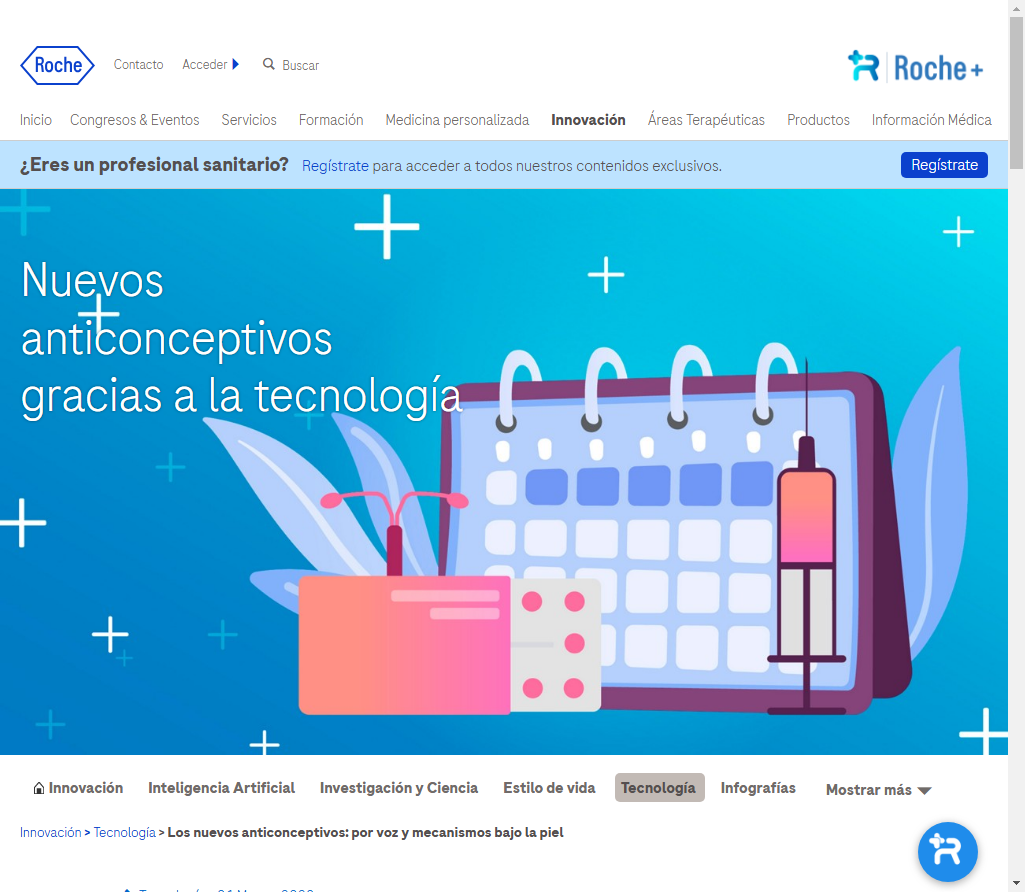 Roche
Contacto Acceder Buscar
Roche+
Inicio Congresos & Eventos Servicios Formación Medicina personalizada Innovación Áreas Terapéuticas Productos Información Médica
¿Eres un profesional sanitario? Regístrate para acceder a todos nuestros contenidos exclusivos. Regístrate
Nuevos
anticonceptivos
gracias a la tecnología
Innovación Inteligencia Artificial Investigación y Ciencia Estilo de vida Tecnología Infografías Mostrar más
Innovación > Tecnología > Los nuevos anticonceptivos: por voz y mecanismos bajo la piel